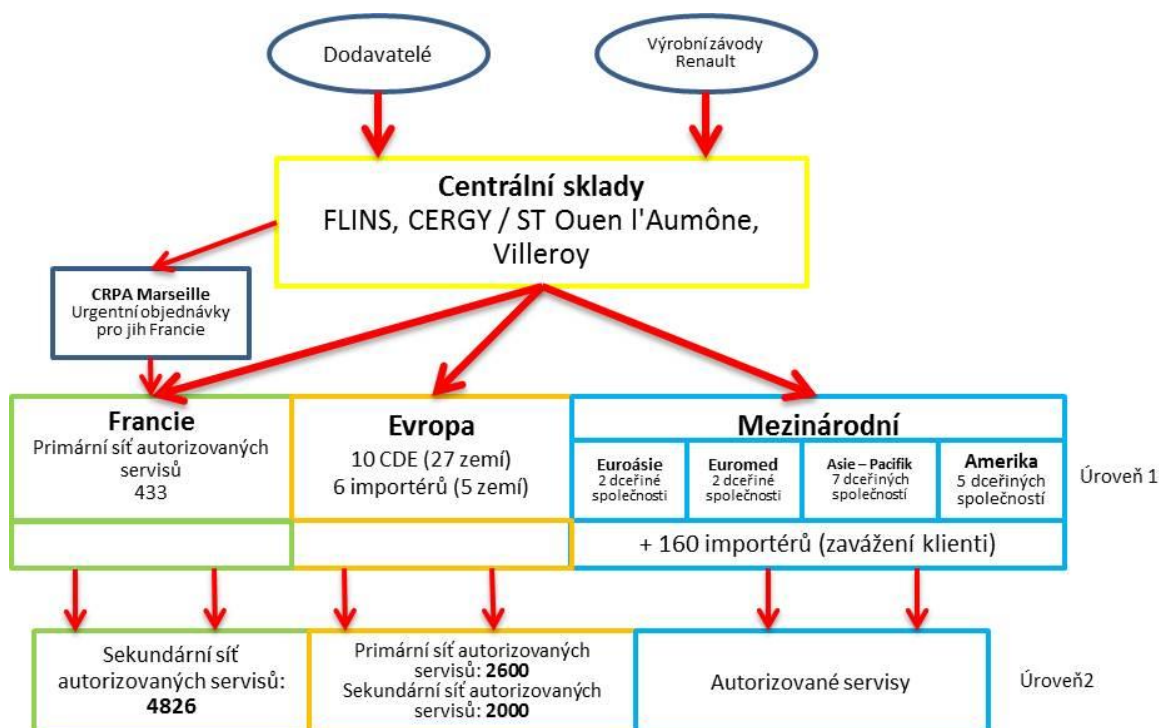 Dodavatelé
Výrobní závody
Renault
Centrální sklady
FLINS, CERGY / ST Ouen l'Aumône,
Villeroy
CRPA Marseille
Urgentní objednávky
pro jih Francie
Francie
Primární síť autorizovaných
servisů
433
Evropa
10 CDE (27 zemí)
6 importérů (5 zemí)
Mezinárodní
Euroásie
2 dceřiné
společnosti
Euromed
2 dceřiné
společnosti
Asie – Pacifik
7 dceřiných
společností
Amerika
5 dceřiných
společností
Úroveň 1
+ 160 importérů (zavážení klienti)
Sekundární síť
autorizovaných servisů:
4826
Primární síť autorizovaných
servisů: 2600
Sekundární síť autorizovaných
servisů: 2000
Autorizované servisy
Úroveň2